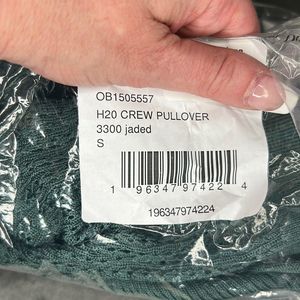 OB1505557
H20 CREW PULLOVER
3300 jaded
S
1 96347 97422 4
196347974224